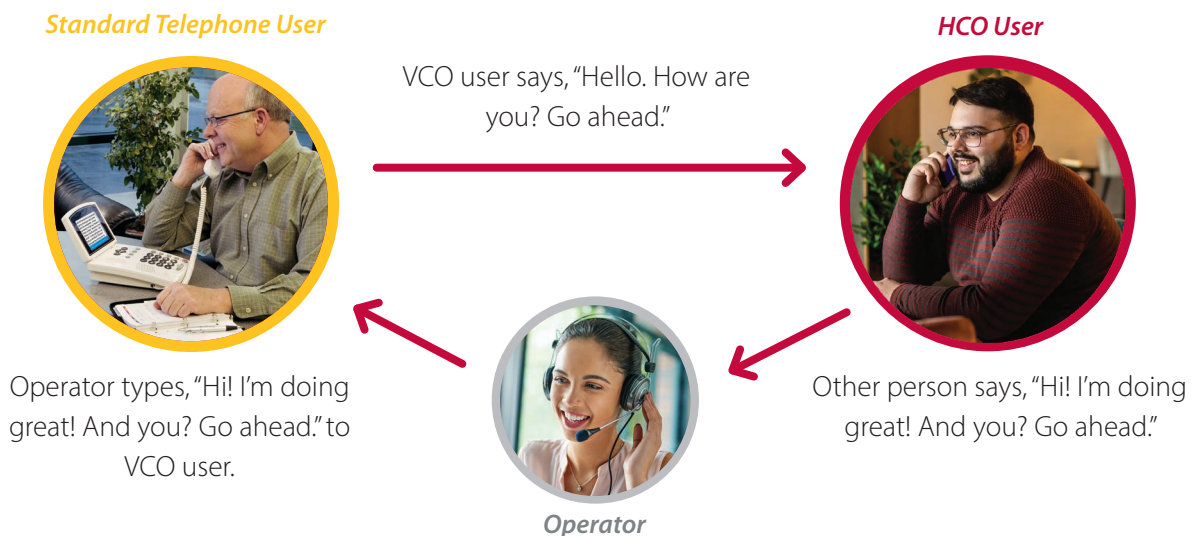 Standard Telephone User
HCO User
VCO user says, “Hello. How are
you? Go ahead.”
Operator types, “Hi! I’m doing
great! And you? Go ahead.” to
VCO user.
Other person says, “Hi! I’m doing
great! And you? Go ahead.”
Operator